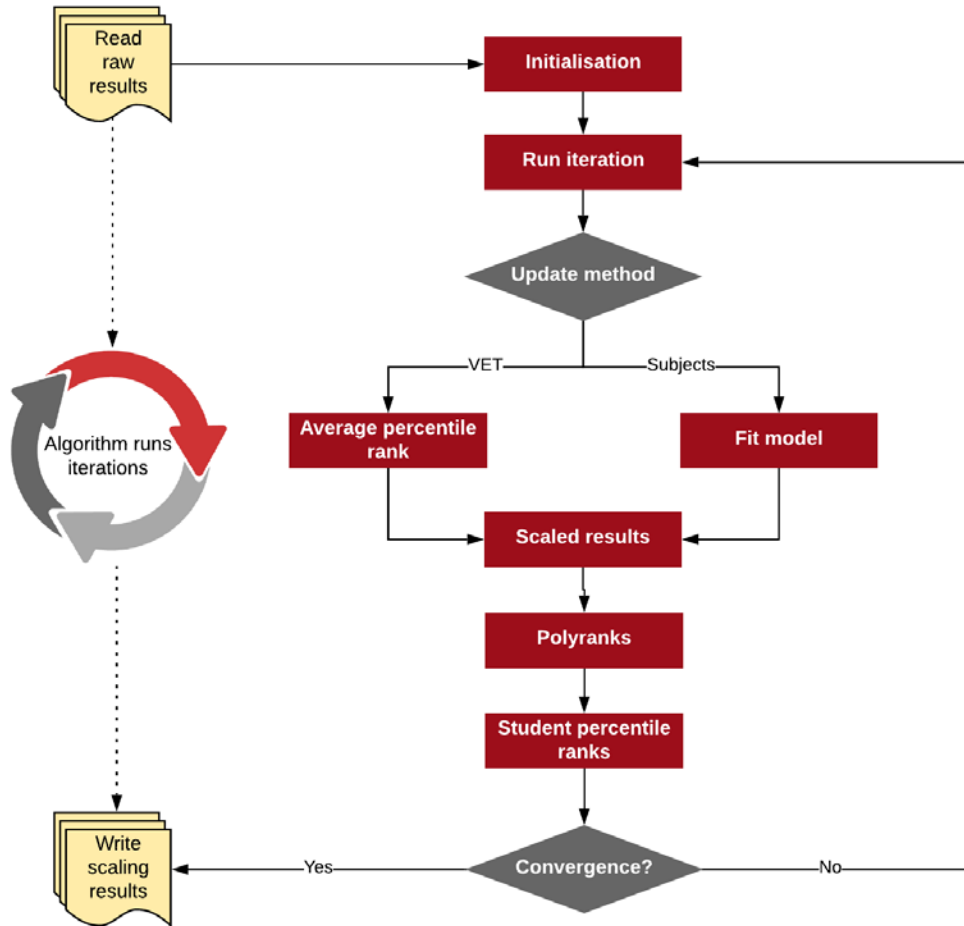 Read
raw
results
Initialisation
Run iteration
Update method
VET
Subjects
Average percentile
rank
Fit model
Algorithm runs
iterations
Scaled results
Polyranks
Student percentile
ranks
Write
scaling
results
Yes
Convergence?
No